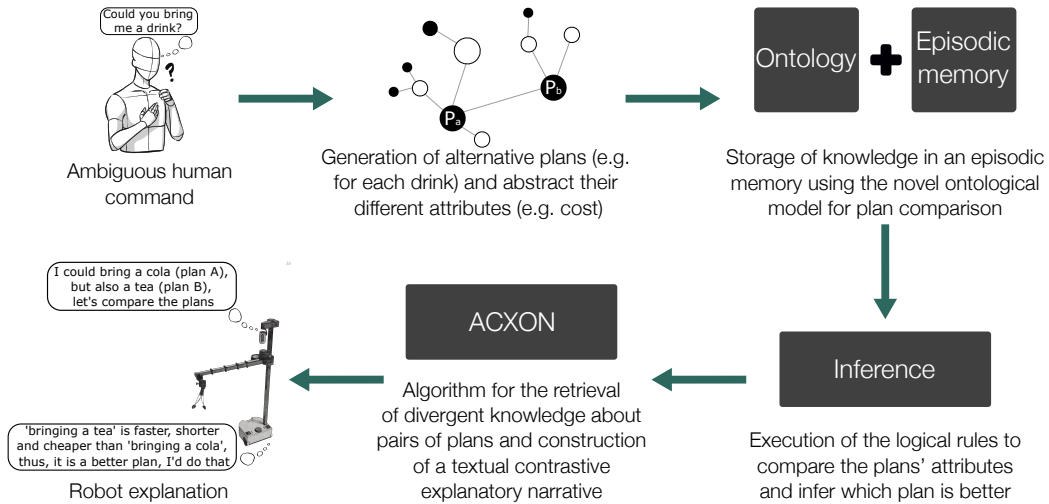 Could you bring
me a drink?
?
Ambiguous human
command
Pa
Pb
Generation of alternative plans (e.g.
for each drink) and abstract their
different attributes (e.g. cost)
Ontology
Episodic
memory
Storage of knowledge in an episodic
memory using the novel ontological
model for plan comparison
Inference
Execution of the logical rules to
compare the plans’ attributes
and infer which plan is better
ACXON
Algorithm for the retrieval
of divergent knowledge about
pairs of plans and construction
of a textual contrastive
explanatory narrative
I could bring a cola (plan A),
but also a tea (plan B),
let's compare the plans
'bringing a tea' is faster, shorter
and cheaper than 'bringing a cola',
thus, it is a better plan, I'd do that
Robot explanation